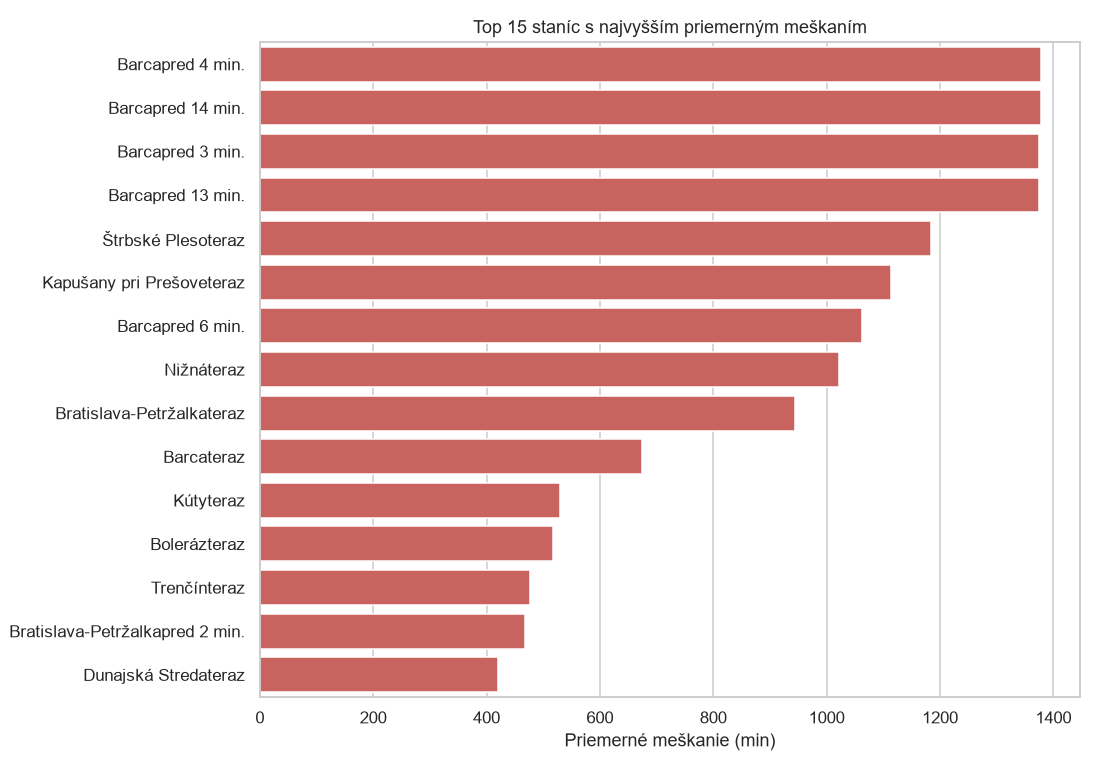 Top 15 staníc s najvyšším priemerným meškaním
Barcapred 4 min.
Barcapred 14 min.
Barcapred 3 min.
Barcapred 13 min.
Štrbské Plesoteraz
Kapušany pri Prešoveteraz
Barcapred 6 min.
Nižnáteraz
Bratislava-Petržalkateraz
Barcateraz
Kútyteraz
Bolerázteraz
Trenčínteraz
Bratislava-Petržalkapred 2 min.
Dunajská Stredateraz
0 200 400 600 800 1000 1200 1400
Priemerné meškanie (min)